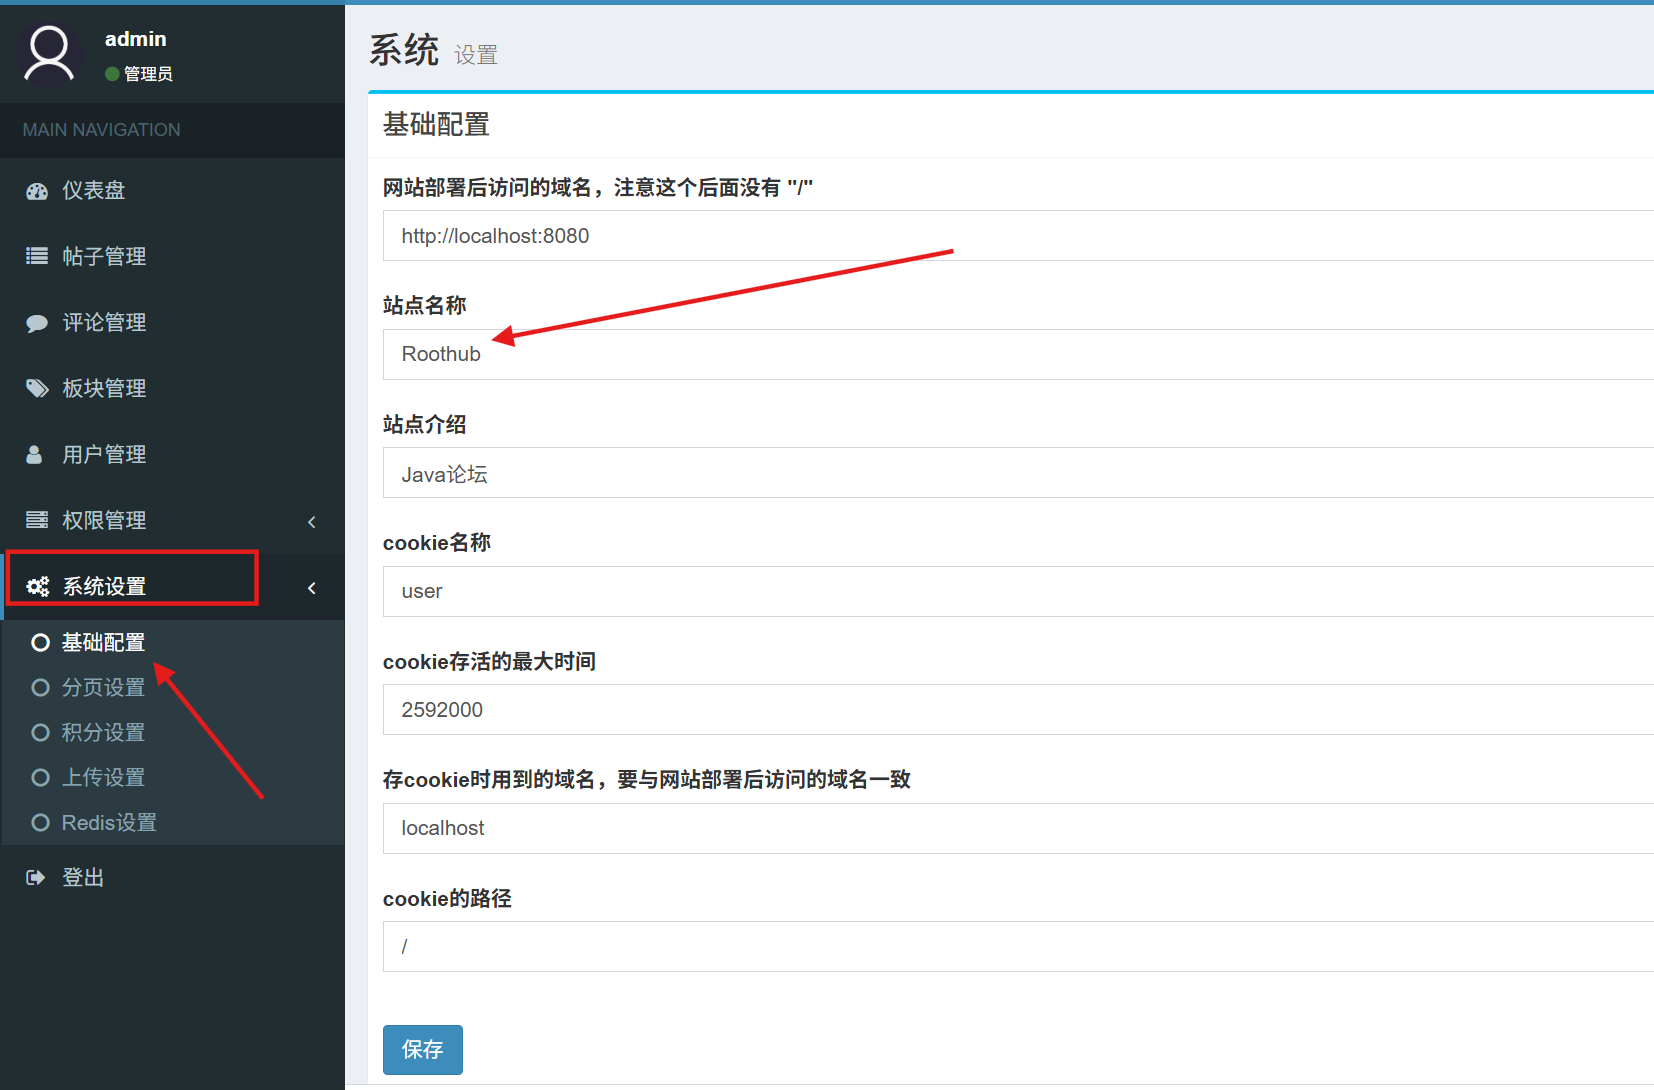 admin
管理员
MAIN NAVIGATION
仪表盘
帖子管理
评论管理
板块管理
用户管理
权限管理
系统设置
基础配置
分页设置
积分设置
上传设置
Redis设置
登出
系统 设置
基础配置
网站部署后访问的域名，注意这个后面没有 "/"
http://localhost:8080
站点名称
Roothub
站点介绍
Java论坛
cookie名称
user
cookie存活的最大时间
2592000
存cookie时用到的域名，要与网站部署后访问的域名一致
localhost
cookie的路径
/
保存